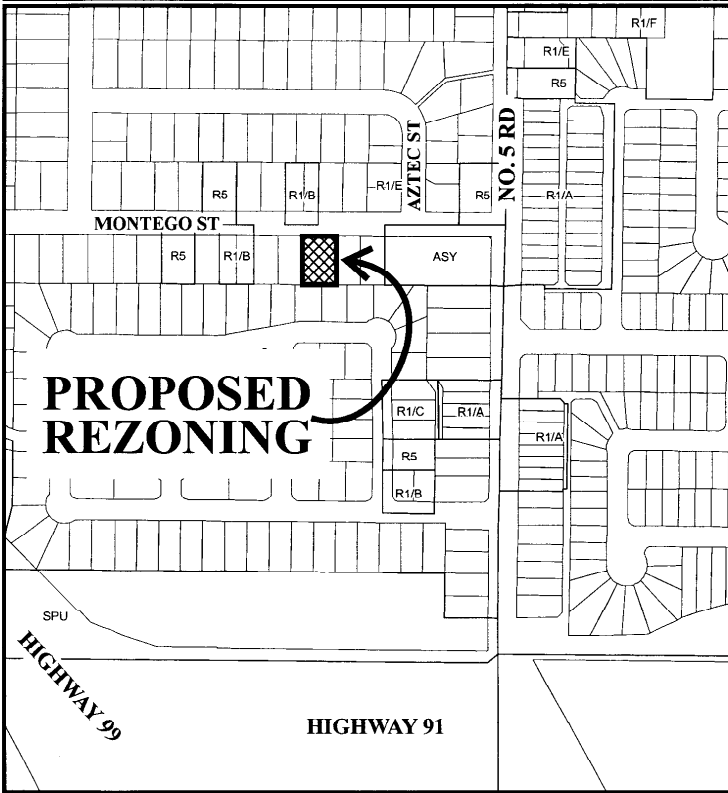 R1/F
R1/E
R5
AZTEC ST
NO. 5 RD
R5
R1/B
R1/E
R5
R1/A
MONTEGO ST
R5
R1/B
ASY
PROPOSED
REZONING
R1/C
R1/A
R5
R1/A
R1/B
SPU
HIGHWAY 99
HIGHWAY 91